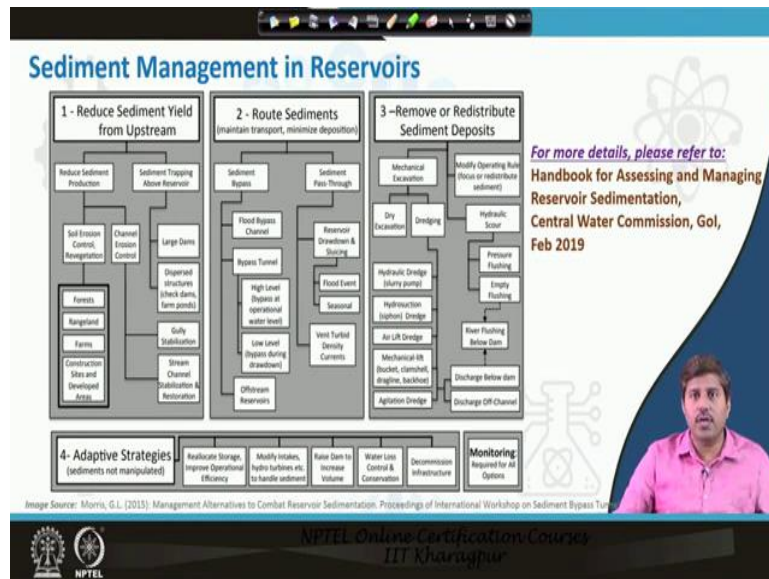 Sediment Management in Reservoirs
1 - Reduce Sediment Yield
from Upstream
Reduce Sediment
Production
Sediment Trapping
Above Reservoir
Soil Erosion
Control,
Revegetation
Channel
Erosion
Control
Large Dams
Dispersed
structures
(check dams,
farm ponds)
Forests
Rangeland
Farms
Construction
Sites and
Developed
Areas
Gully
Stabilization
Stream
Channel
Stabilization &
Restoration
2 - Route Sediments
(maintain transport, minimize deposition)
Sediment
Bypass
Sediment
Pass-Through
Flood Bypass
Channel
Bypass Tunnel
High Level
(bypass at
operational
water level)
Low Level
(bypass during
drawdown)
Offstream
Reservoirs
Reservoir
Drawdown &
Sluicing
Flood Event
Seasonal
Vent Turbid
Density
Currents
3 –Remove or Redistribute
Sediment Deposits
Mechanical
Excavation
Modify Operating Rule
(focus or redistribute
sediment)
Dry
Excavation
Dredging
Hydraulic
Scour
Hydraulic Dredge
(slurry pump)
Hydrosuction
(siphon) Dredge
Air Lift Dredge
Mechanical-lift
(bucket, clamshell,
dragline, backhoe)
Agitation Dredge
Pressure
Flushing
Empty
Flushing
River Flushing
Below Dam
Discharge Below dam
Discharge Off-Channel
For more details, please refer to:
Handbook for Assessing and Managing
Reservoir Sedimentation,
Central Water Commission, GoI,
Feb 2019
4- Adaptive Strategies
(sediments not manipulated)
Reallocate Storage,
Improve Operational
Efficiency
Modify Intakes,
hydro turbines etc.
to handle sediment
Raise Dam to
Increase
Volume
Water Loss
Control &
Conservation
Decommission
Infrastructure
Monitoring:
Required for All
Options
Image Source: Morris, G.L. (2015): Management Alternatives to Combat Reservoir Sedimentation. Proceedings of International Workshop on Sediment Bypass
NPTEL
NPTEL Online Certification Courses
IIT Kharagpur